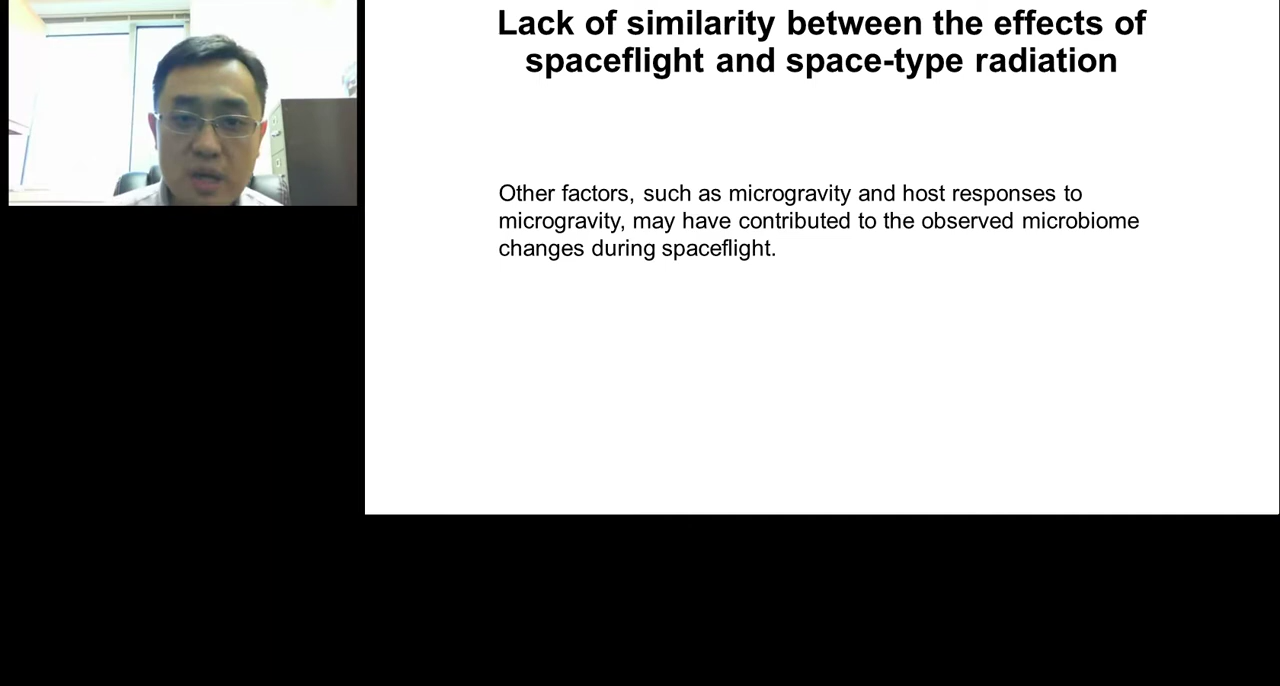 Lack of similarity between the effects of
spaceflight and space-type radiation
Other factors, such as microgravity and host responses to
microgravity, may have contributed to the observed microbiome
changes during spaceflight.